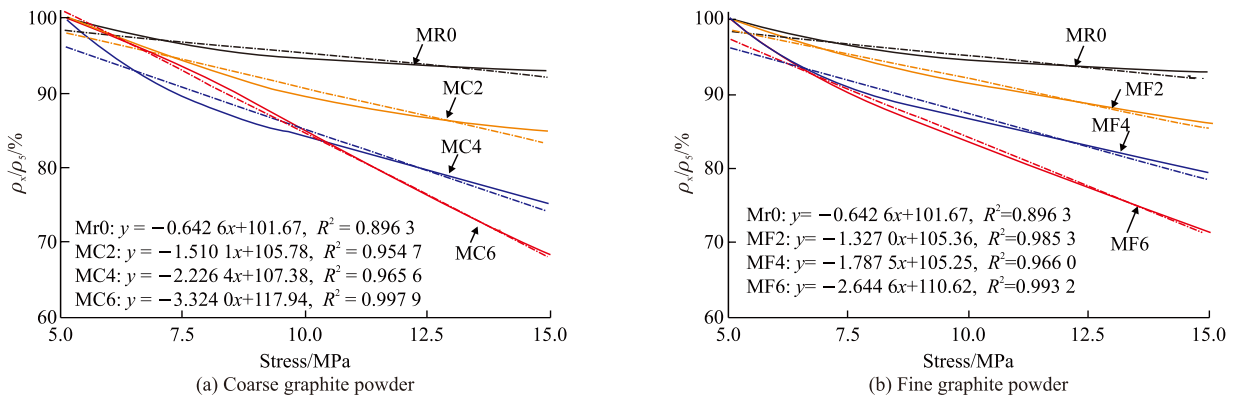 100
90
80
70
60
ρx/ρ5/%
MR0
MC2
MC4
MC6
Mr0: y = −0.642 6x+101.67, R² = 0.896 3
MC2: y = −1.510 1x+105.78, R² = 0.954 7
MC4: y = −2.226 4x+107.38, R² = 0.965 6
MC6: y = −3.324 0x+117.94, R² = 0.997 9
5.0 7.5 10.0 12.5 15.0
Stress/MPa
(a) Coarse graphite powder
100
90
80
70
60
ρx/ρ5/%
MR0
MF2
MF4
MF6
Mr0: y= −0.642 6x+101.67, R²=0.896 3
MF2: y= −1.327 0x+105.36, R²=0.985 3
MF4: y= −1.787 5x+105.25, R²=0.966 0
MF6: y= −2.644 6x+110.62, R²=0.993 2
5.0 7.5 10.0 12.5 15.0
Stress/MPa
(b) Fine graphite powder